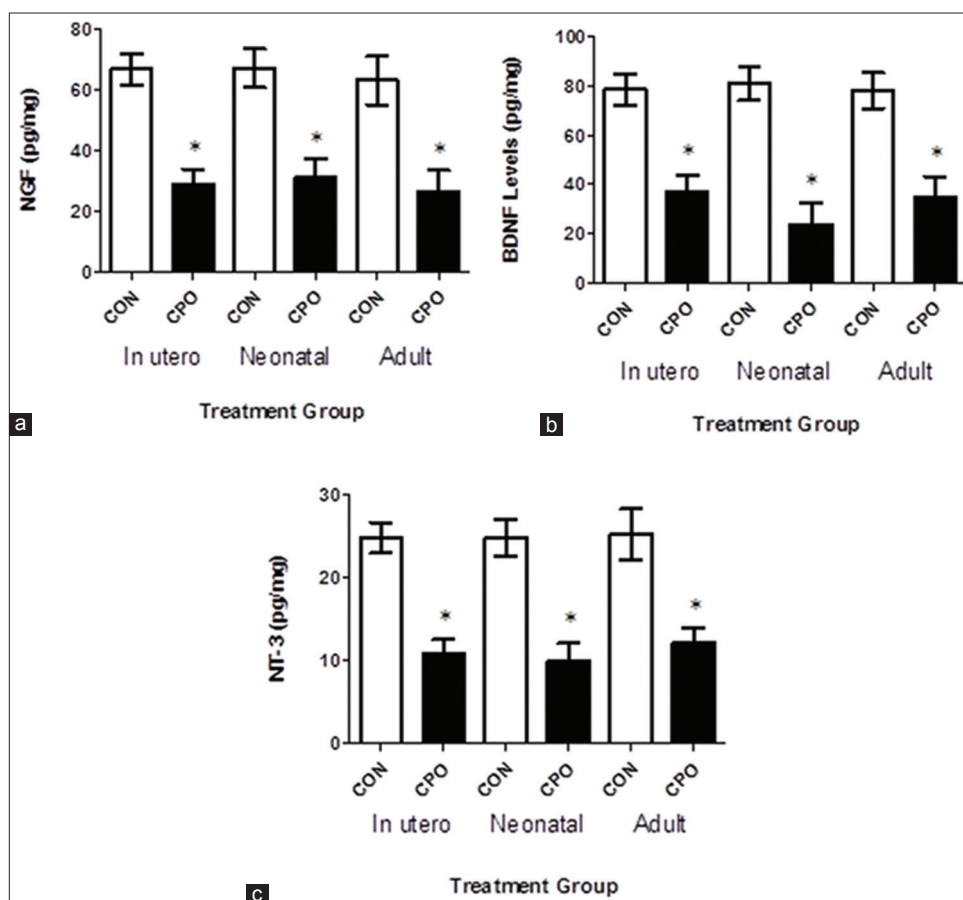 NGF (pg/mg)
80
60
40
20
0
*
*
*
CON
CPO
CON
CPO
CON
CPO
In utero
Neonatal
Adult
Treatment Group
a
BDNF Levels (pg/mg)
100
80
60
40
20
0
*
*
*
CON
CPO
CON
CPO
CON
CPO
In utero
Neonatal
Adult
Treatment Group
b
NT-3 (pg/mg)
30
20
10
0
*
*
*
CON
CPO
CON
CPO
CON
CPO
In utero
Neonatal
Adult
Treatment Group
c